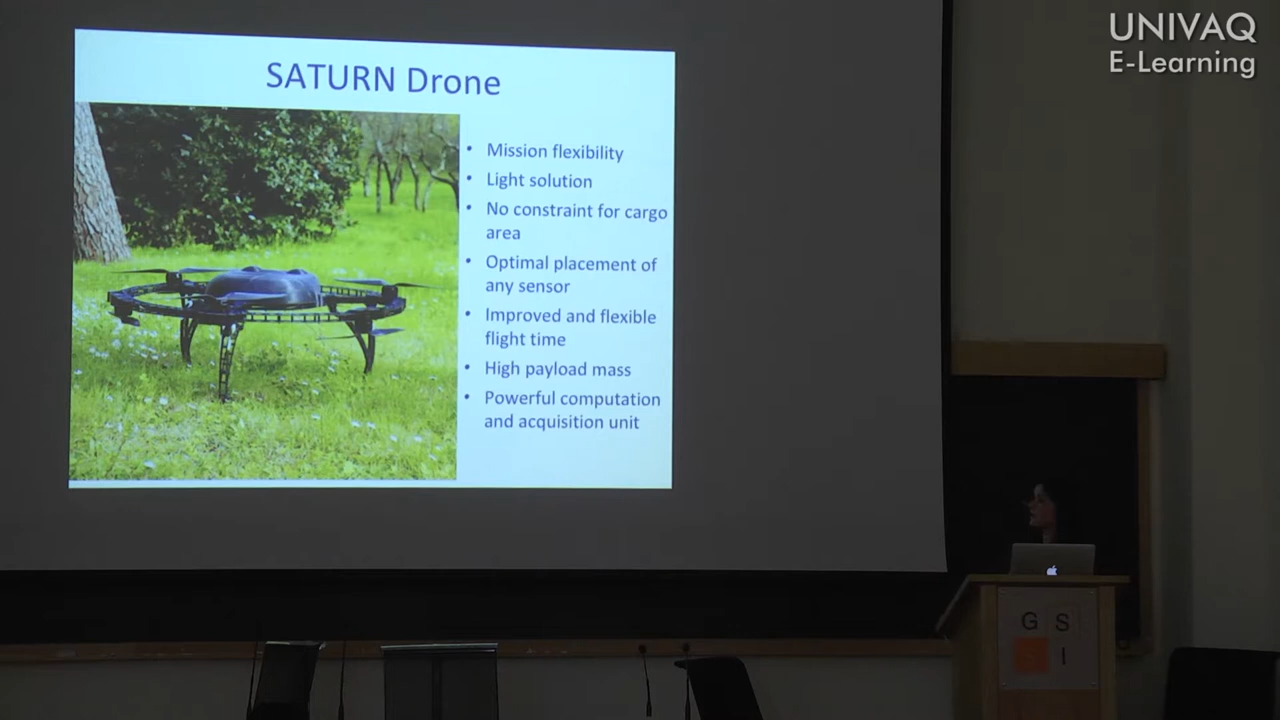 UNIVAQ
E-Learning
SATURN Drone
• Mission flexibility
• Light solution
• No constraint for cargo
area
• Optimal placement of
any sensor
• Improved and flexible
flight time
• High payload mass
• Powerful computation
and acquisition unit
G S
S I